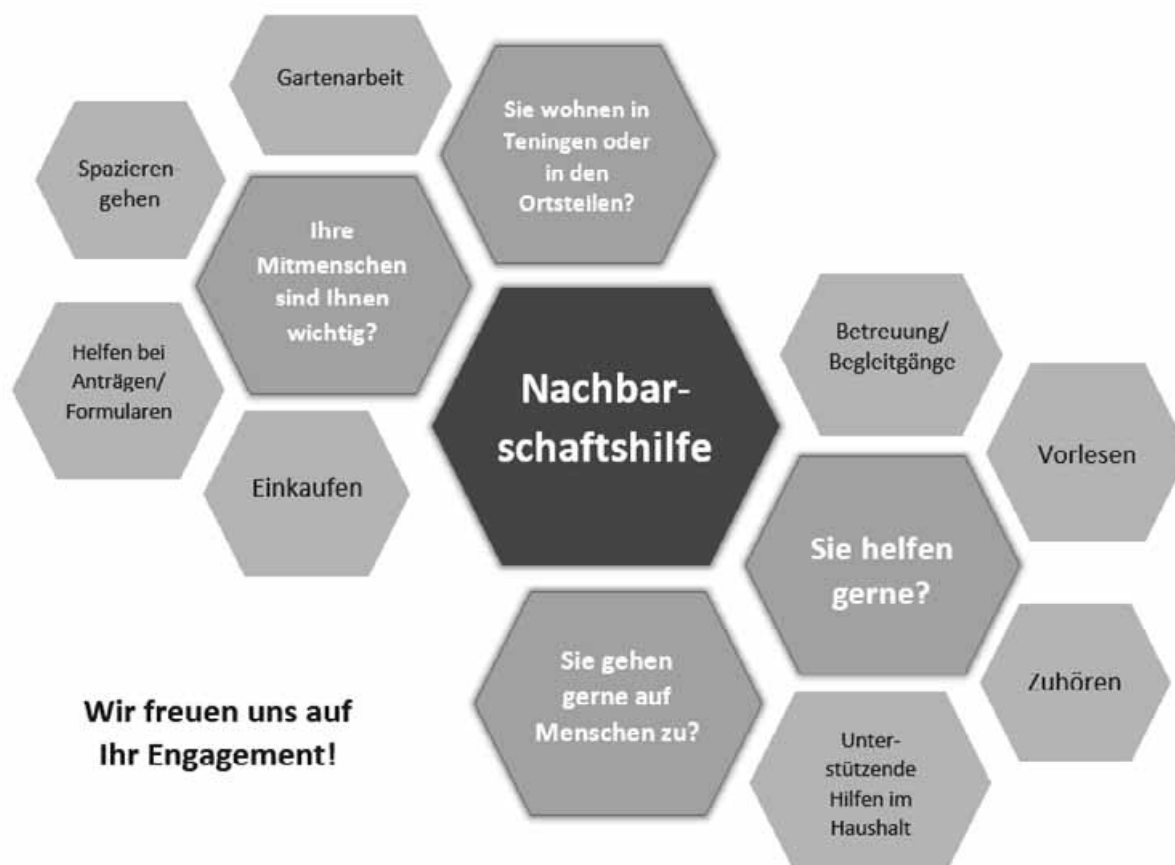 Gartenarbeit
Sie wohnen in
Teningen oder
in den
Ortsteilen?
Spazieren-
gehen
Ihre
Mitmenschen
sind Ihnen
wichtig?
Helfen bei
Anträgen/
Formularen
Einkaufen
Nachbar-
schaftshilfe
Betreuung/
Begleitgänge
Vorlesen
Sie helfen
gerne?
Sie gehen
gerne auf
Menschen zu?
Zuhören
Unter-
stützende
Hilfen im
Haushalt
Wir freuen uns auf
Ihr Engagement!